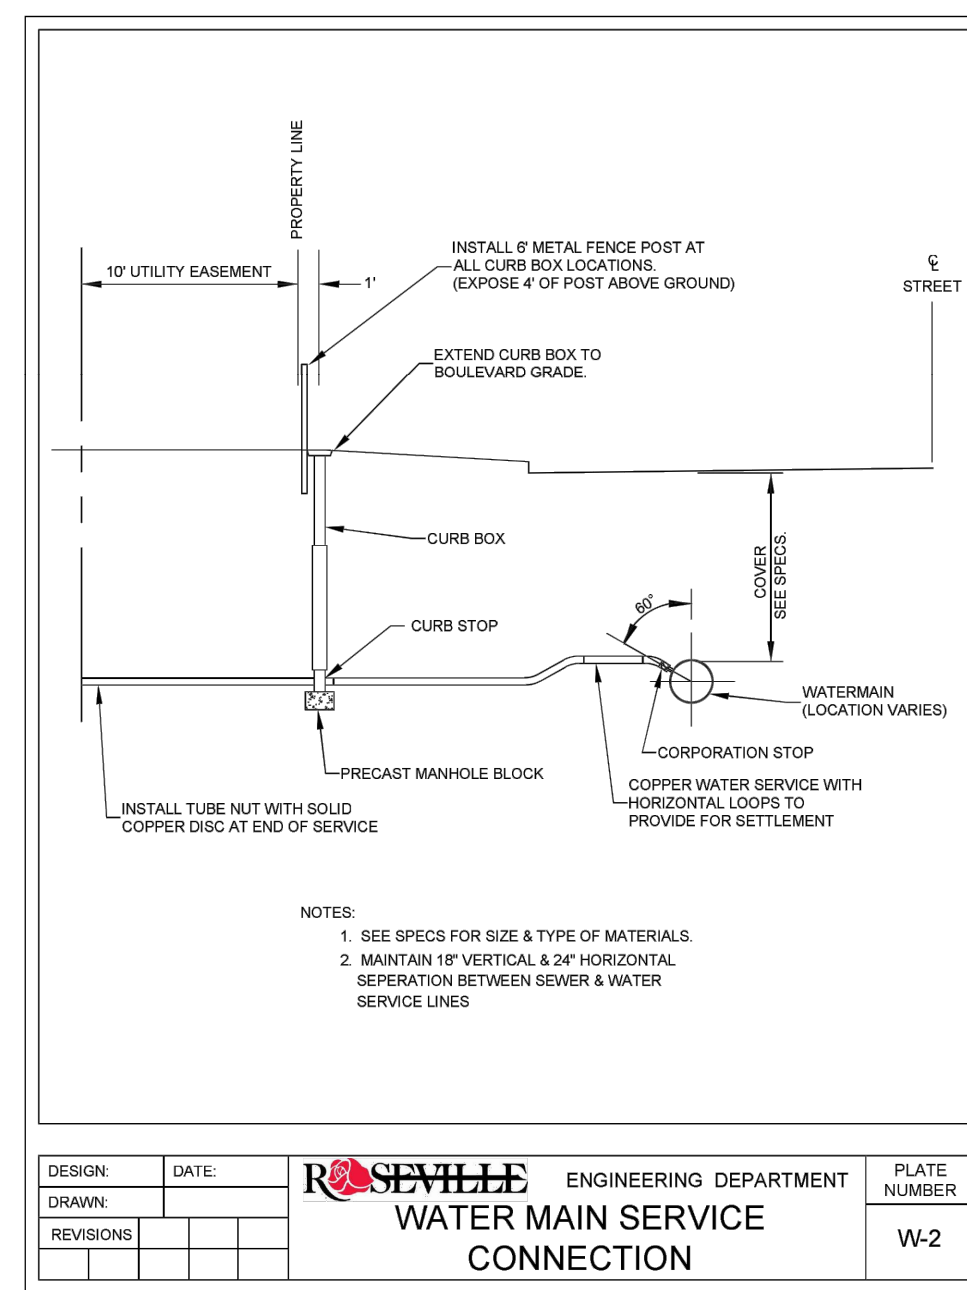 PROPERTY LINE
INSTALL 6' METAL FENCE POST AT
ALL CURB BOX LOCATIONS.
(EXPOSE 4' OF POST ABOVE GROUND)
10' UTILITY EASEMENT
1'
℄
STREET
EXTEND CURB BOX TO
BOULEVARD GRADE.
CURB BOX
COVER
SEE SPECS.
60°
CURB STOP
WATERMAIN
(LOCATION VARIES)
CORPORATION STOP
PRECAST MANHOLE BLOCK
COPPER WATER SERVICE WITH
HORIZONTAL LOOPS TO
PROVIDE FOR SETTLEMENT
INSTALL TUBE NUT WITH SOLID
COPPER DISC AT END OF SERVICE
NOTES:
1. SEE SPECS FOR SIZE & TYPE OF MATERIALS.
2. MAINTAIN 18" VERTICAL & 24" HORIZONTAL
SEPERATION BETWEEN SEWER & WATER
SERVICE LINES
DESIGN:
DATE:
DRAWN:
REVISIONS
ROSEVILLE
ENGINEERING DEPARTMENT
WATER MAIN SERVICE
CONNECTION
PLATE
NUMBER
W-2